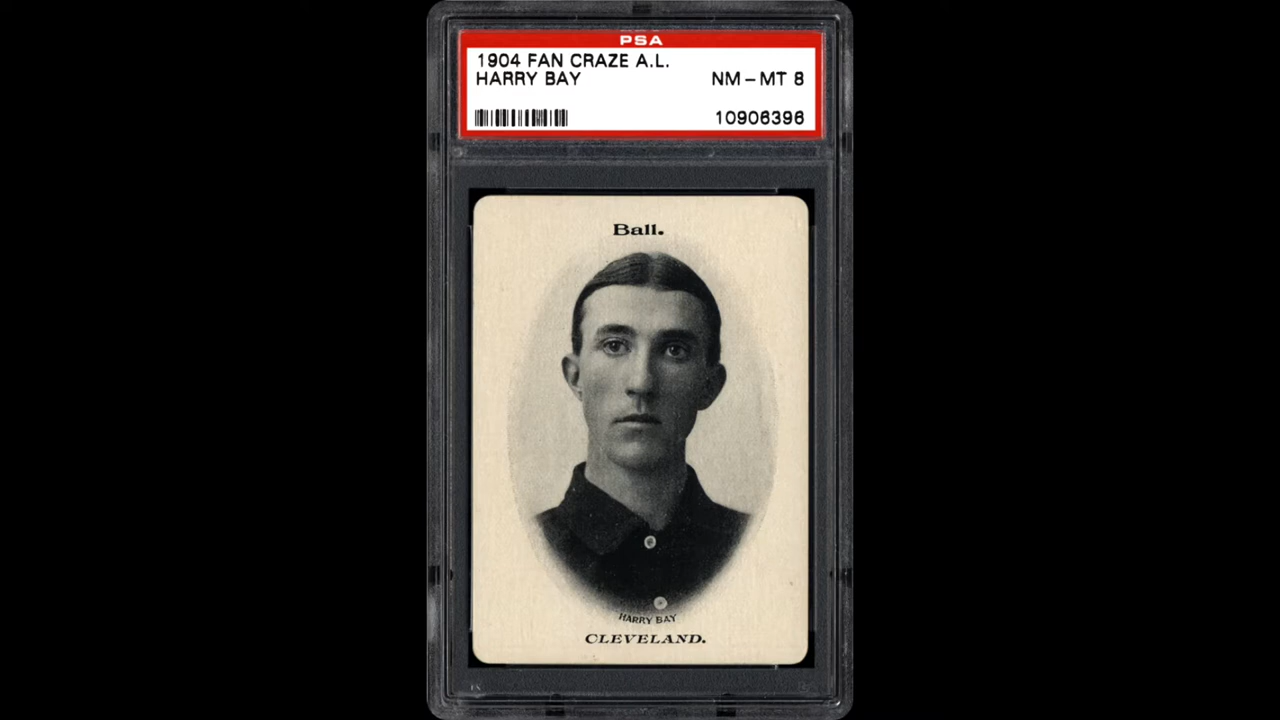 PSA
1904 FAN CRAZE A.L.
HARRY BAY NM - MT 8
10906396
Ball.
HARRY BAY
CLEVELAND.